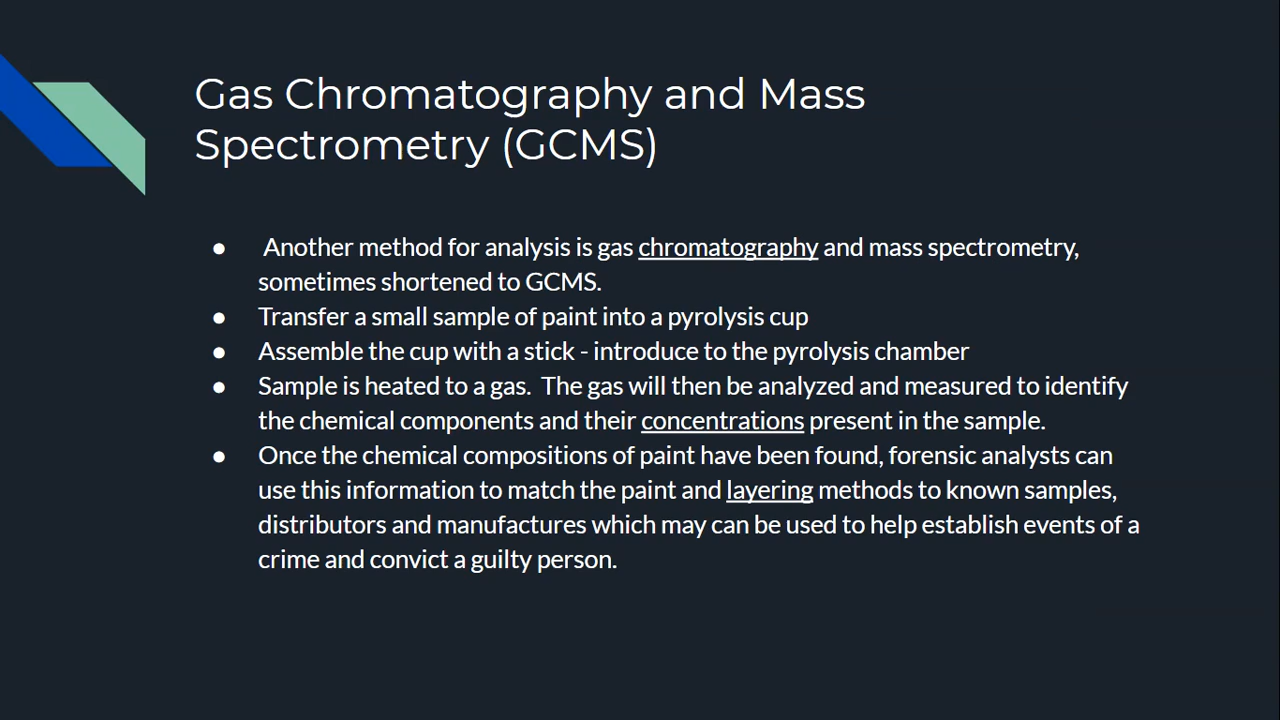 Gas Chromatography and Mass
Spectrometry (GCMS)
● Another method for analysis is gas chromatography and mass spectrometry,
sometimes shortened to GCMS.
● Transfer a small sample of paint into a pyrolysis cup
● Assemble the cup with a stick - introduce to the pyrolysis chamber
● Sample is heated to a gas.  The gas will then be analyzed and measured to identify
the chemical components and their concentrations present in the sample.
● Once the chemical compositions of paint have been found, forensic analysts can
use this information to match the paint and layering methods to known samples,
distributors and manufactures which may can be used to help establish events of a
crime and convict a guilty person.